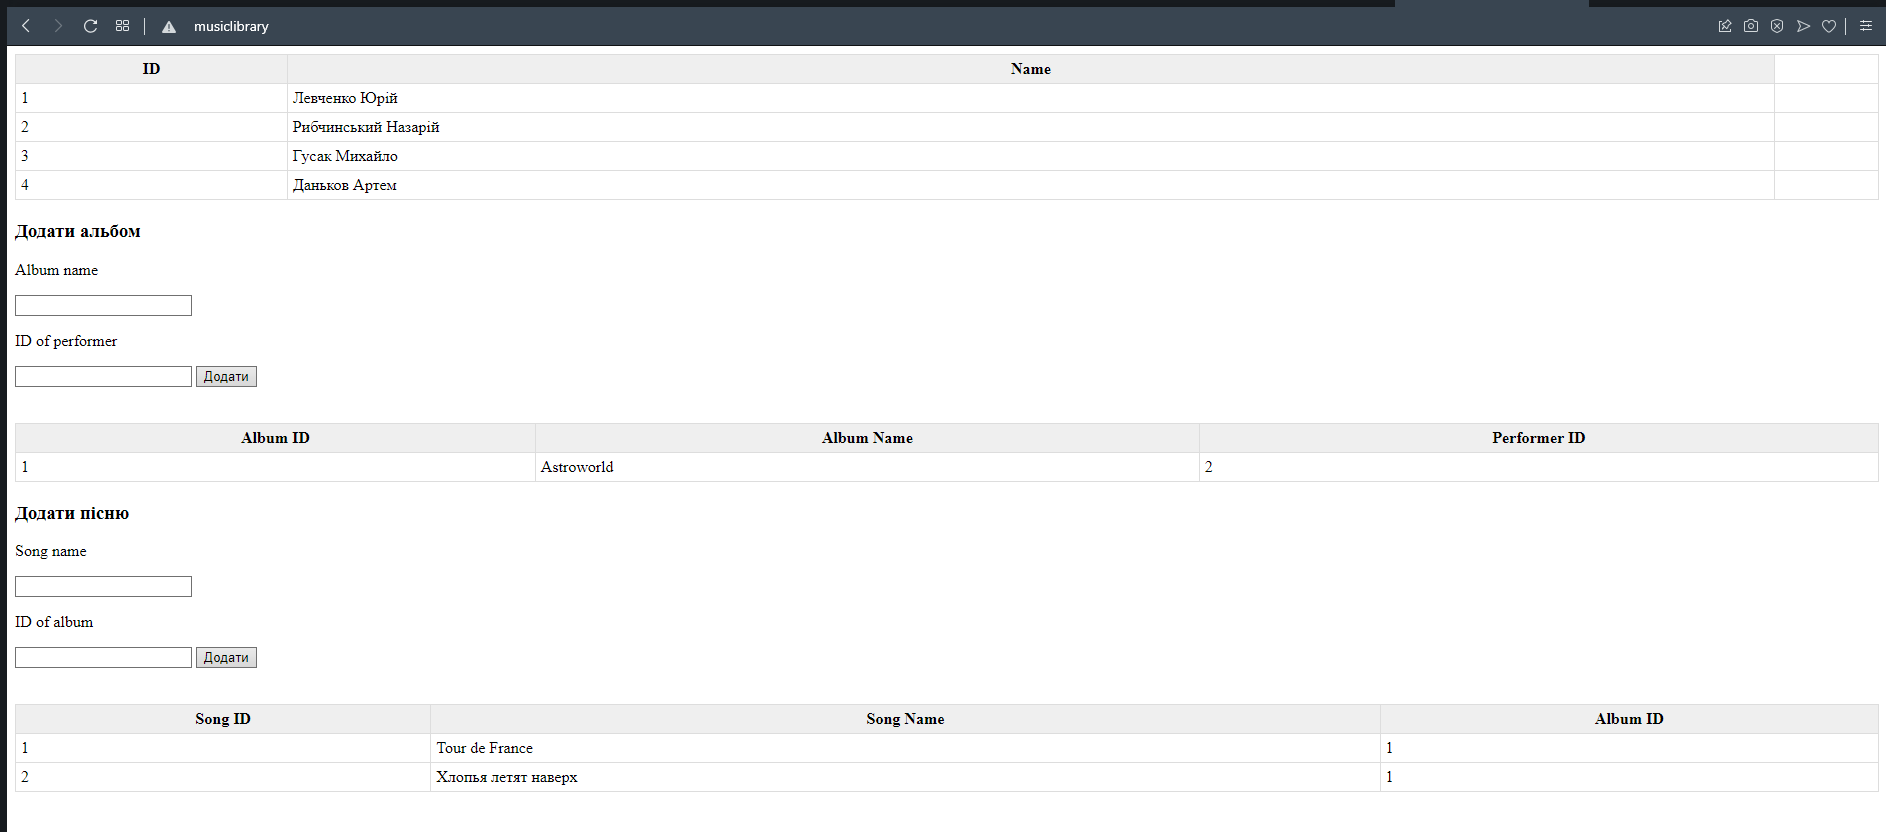 musiclibrary
ID Name
1 Левченко Юрій
2 Рибчинський Назарій
3 Гусак Михайло
4 Даньков Артем
Додати альбом
Album name
ID of performer
Додати
Album ID Album Name Performer ID
1 Astroworld 2
Додати пісню
Song name
ID of album
Додати
Song ID Song Name Album ID
1 Tour de France 1
2 Хлопья летят наверх 1